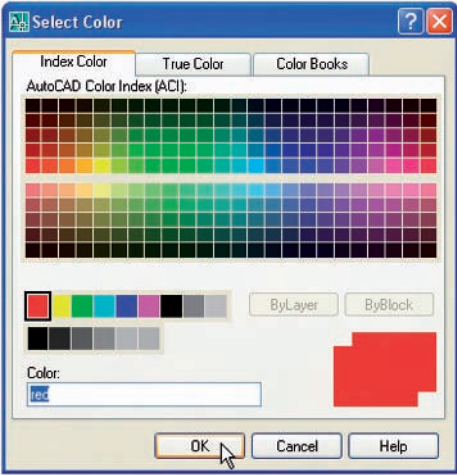 Select Color
Index Color True Color Color Books
AutoCAD Color Index (ACI):
ByLayer ByBlock
Color:
red
OK Cancel Help